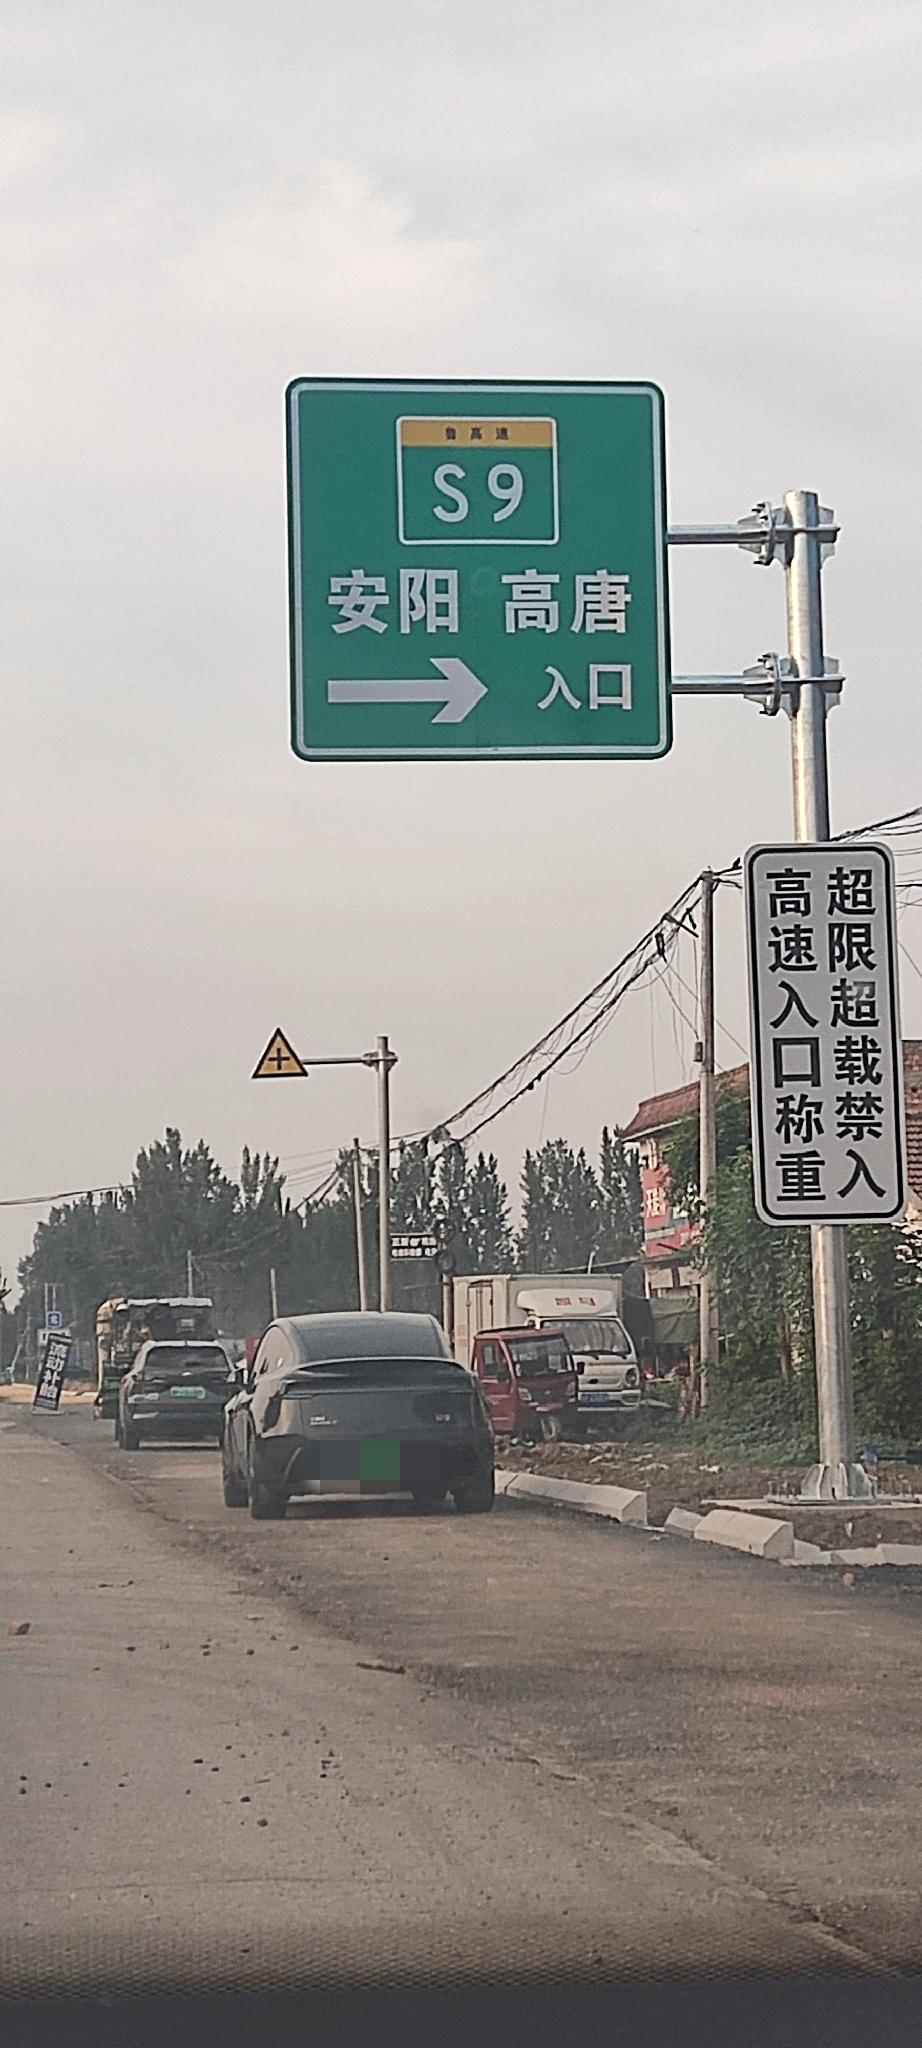 鲁高速
S9
安阳 高唐
入口
超限超载禁入
高速入口称重
流动补胎